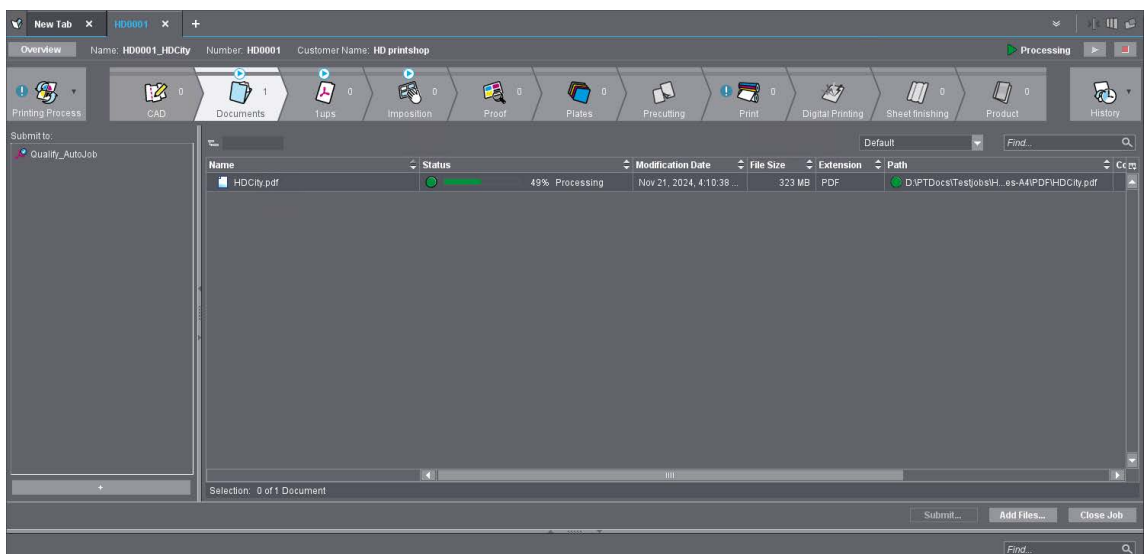 New Tab × HD0001 × +
Overview Name: HD0001_HDCity Number: HD0001 Customer Name: HD printshop Processing
Printing Process CAD 0 Documents 1 1ups 0 Imposition 0 Proof 0 Plates 0 Precutting Print 0 Digital Printing Sheet finishing 0 Product 0 History
Submit to:
Qualify_AutoJob
Default Find...
Name Status Modification Date File Size Extension Path
HDCity.pdf 49% Processing Nov 21, 2024, 4:10:38 ... 323 MB PDF D:\PTDocs\Testjobs\H...es-A4\PDF\HDCity.pdf
+
Selection: 0 of 1 Document
Submit... Add Files... Close Job
Find...